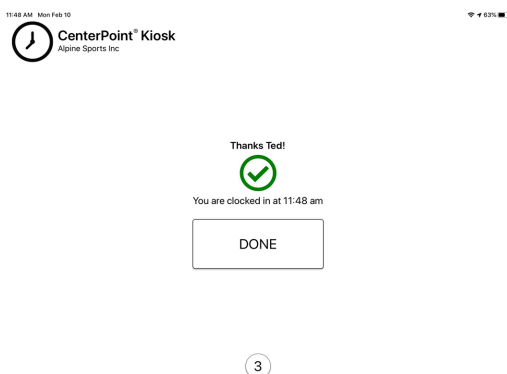 11:48 AM Mon Feb 10
63%
CenterPoint® Kiosk
Alpine Sports Inc
Thanks Ted!
You are clocked in at 11:48 am
DONE
3